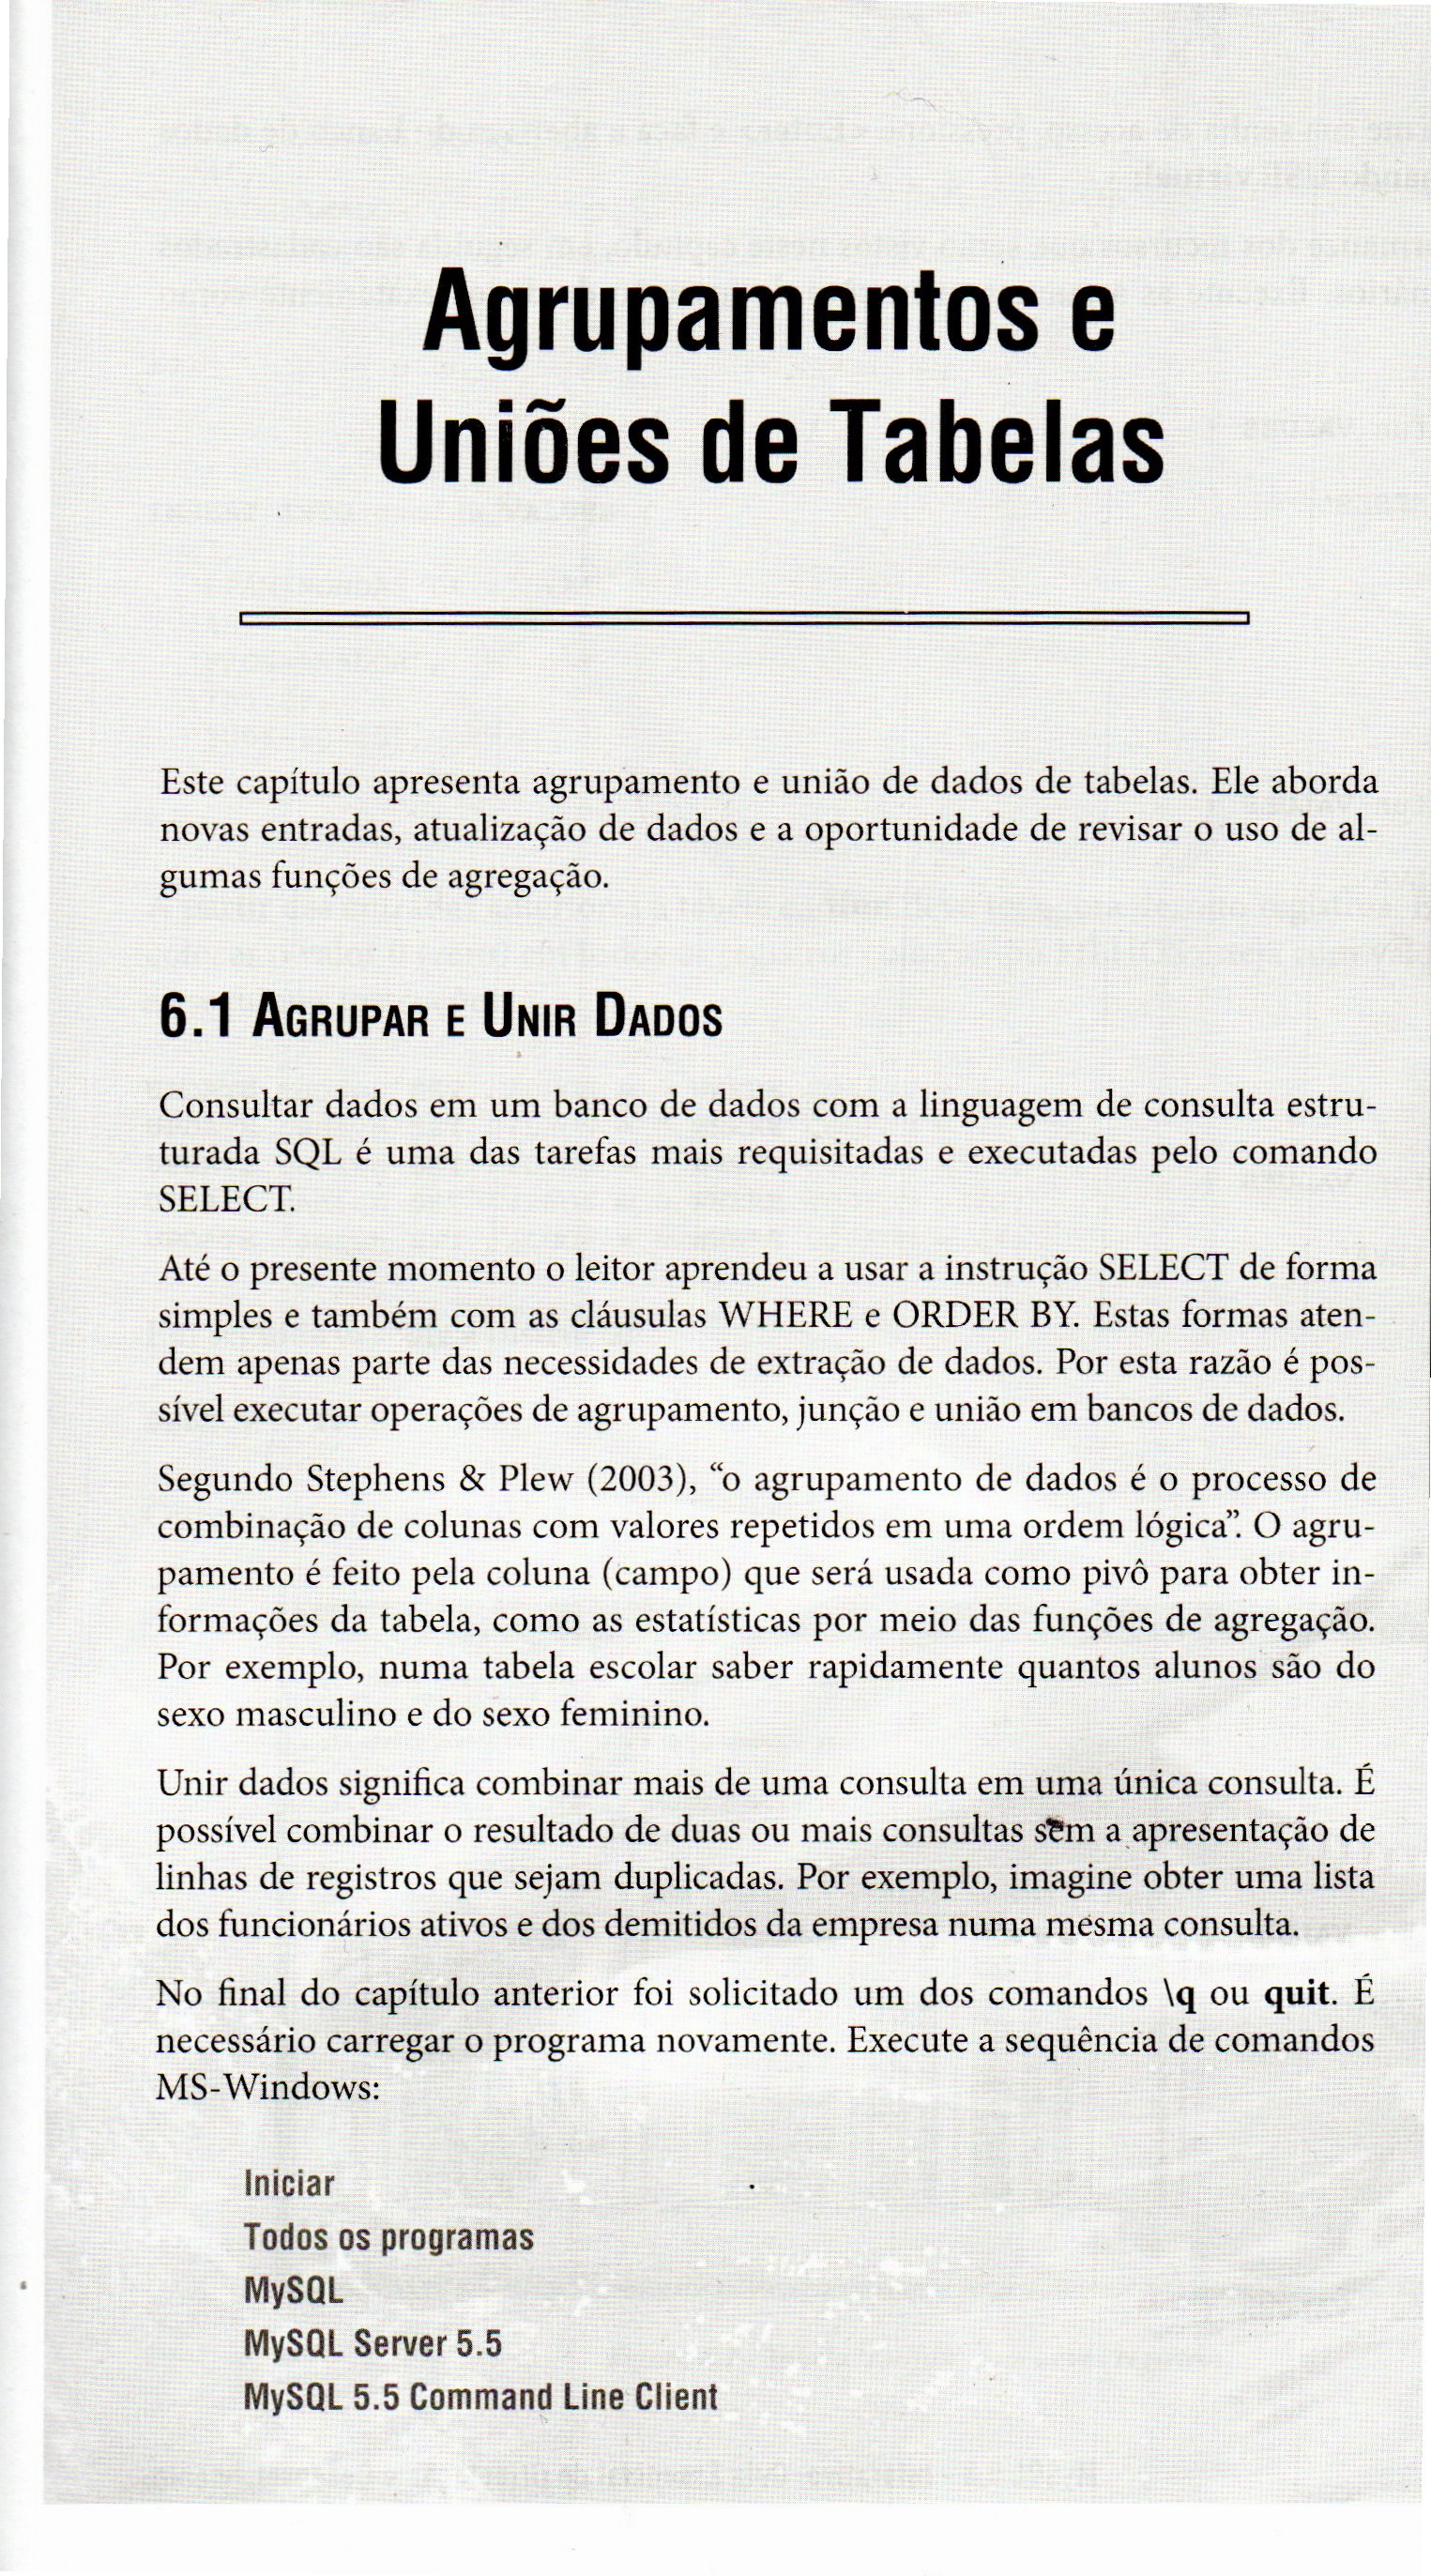 Agrupamentos e
Uniões de Tabelas
Este capítulo apresenta agrupamento e união de dados de tabelas. Ele aborda
novas entradas, atualização de dados e a oportunidade de revisar o uso de al-
gumas funções de agregação.
6.1 AGRUPAR E UNIR DADOS
Consultar dados em um banco de dados com a linguagem de consulta estru-
turada SQL é uma das tarefas mais requisitadas e executadas pelo comando
SELECT.
Até o presente momento o leitor aprendeu a usar a instrução SELECT de forma
simples e também com as cláusulas WHERE e ORDER BY. Estas formas aten-
dem apenas parte das necessidades de extração de dados. Por esta razão é pos-
sível executar operações de agrupamento, junção e união em bancos de dados.
Segundo Stephens & Plew (2003), “o agrupamento de dados é o processo de
combinação de colunas com valores repetidos em uma ordem lógica”. O agru-
pamento é feito pela coluna (campo) que será usada como pivô para obter in-
formações da tabela, como as estatísticas por meio das funções de agregação.
Por exemplo, numa tabela escolar saber rapidamente quantos alunos são do
sexo masculino e do sexo feminino.
Unir dados significa combinar mais de uma consulta em uma única consulta. É
possível combinar o resultado de duas ou mais consultas sem a apresentação de
linhas de registros que sejam duplicadas. Por exemplo, imagine obter uma lista
dos funcionários ativos e dos demitidos da empresa numa mesma consulta.
No final do capítulo anterior foi solicitado um dos comandos \q ou quit. É
necessário carregar o programa novamente. Execute a sequência de comandos
MS-Windows:
Iniciar
Todos os programas
MySQL
MySQL Server 5.5
MySQL 5.5 Command Line Client